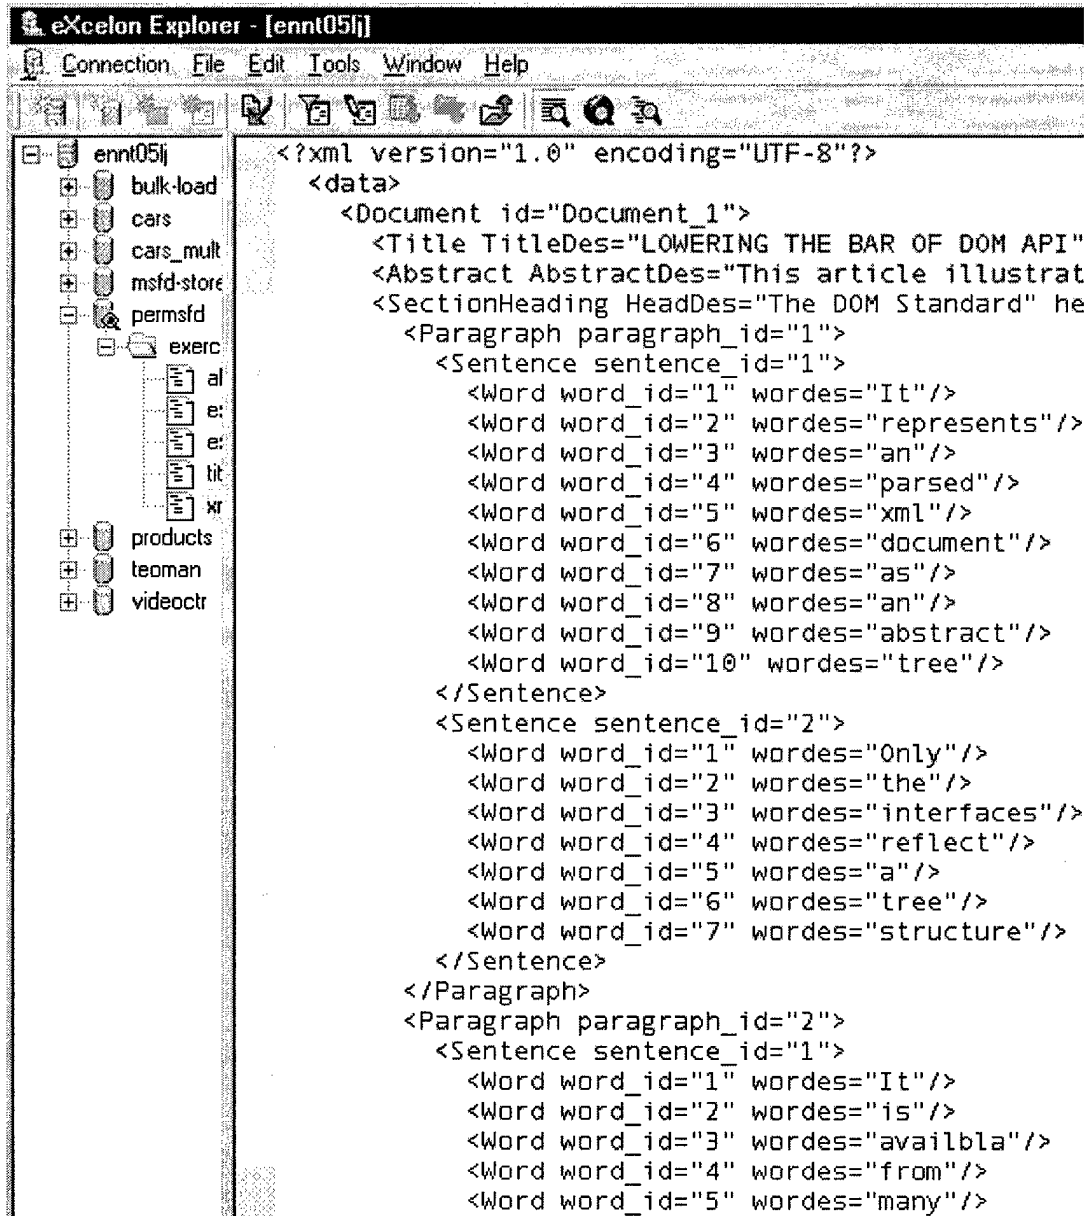 eXcelon Explorer - [ennt05lj]
Connection File Edit Tools Window Help
ennt05lj
bulk-load
cars
cars_mult
msfd-store
permsfd
exerc
al
es
es
tit
xr
products
teoman
videoctr
<?xml version="1.0" encoding="UTF-8"?>
<data>
<Document id="Document_1">
<Title TitleDes="LOWERING THE BAR OF DOM API"
<Abstract AbstractDes="This article illustrat
<SectionHeading HeadDes="The DOM Standard" he
<Paragraph paragraph_id="1">
<Sentence sentence_id="1">
<Word word_id="1" wordes="It"/>
<Word word_id="2" wordes="represents"/>
<Word word_id="3" wordes="an"/>
<Word word_id="4" wordes="parsed"/>
<Word word_id="5" wordes="xml"/>
<Word word_id="6" wordes="document"/>
<Word word_id="7" wordes="as"/>
<Word word_id="8" wordes="an"/>
<Word word_id="9" wordes="abstract"/>
<Word word_id="10" wordes="tree"/>
</Sentence>
<Sentence sentence_id="2">
<Word word_id="1" wordes="Only"/>
<Word word_id="2" wordes="the"/>
<Word word_id="3" wordes="interfaces"/>
<Word word_id="4" wordes="reflect"/>
<Word word_id="5" wordes="a"/>
<Word word_id="6" wordes="tree"/>
<Word word_id="7" wordes="structure"/>
</Sentence>
</Paragraph>
<Paragraph paragraph_id="2">
<Sentence sentence_id="1">
<Word word_id="1" wordes="It"/>
<Word word_id="2" wordes="is"/>
<Word word_id="3" wordes="availbla"/>
<Word word_id="4" wordes="from"/>
<Word word_id="5" wordes="many"/>